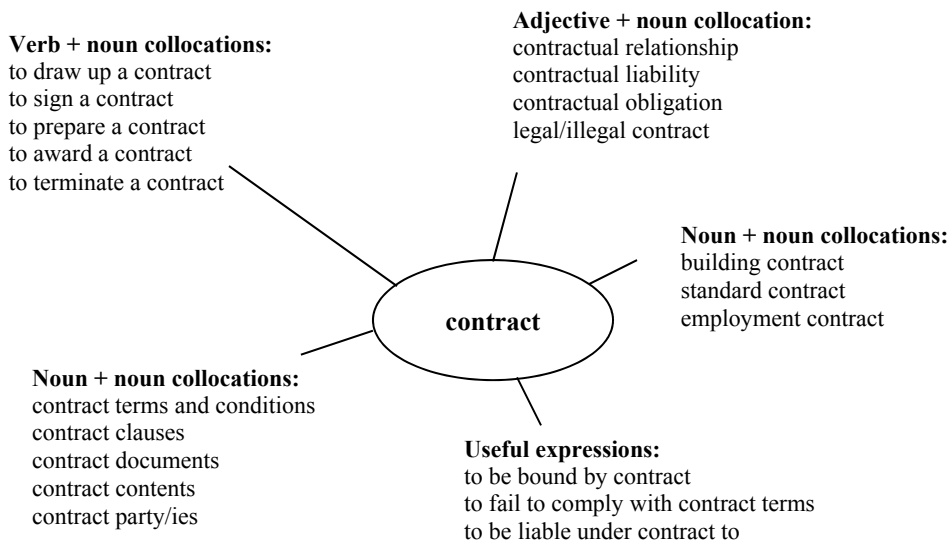 Verb + noun collocations:
to draw up a contract
to sign a contract
to prepare a contract
to award a contract
to terminate a contract
Adjective + noun collocation:
contractual relationship
contractual liability
contractual obligation
legal/illegal contract
Noun + noun collocations:
building contract
standard contract
employment contract
contract
Noun + noun collocations:
contract terms and conditions
contract clauses
contract documents
contract contents
contract party/ies
Useful expressions:
to be bound by contract
to fail to comply with contract terms
to be liable under contract to